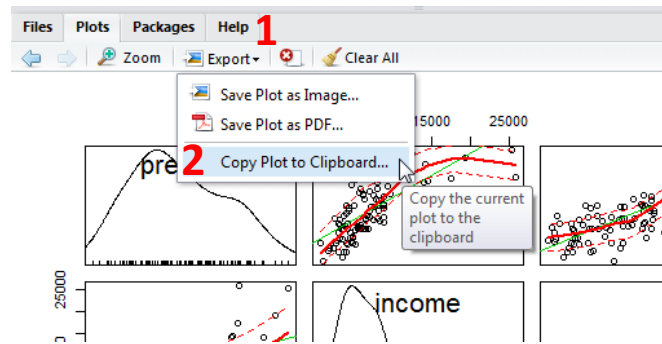 Files Plots Packages Help 1
Zoom Export Clear All
Save Plot as Image...
Save Plot as PDF...
2 Copy Plot to Clipboard...
Copy the current
plot to the
clipboard
15000 25000
pre
25000
income